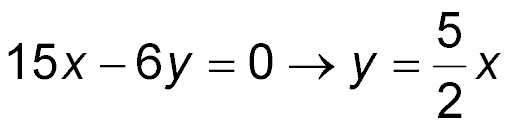 15x − 6y = 0 → y = 5/2 x